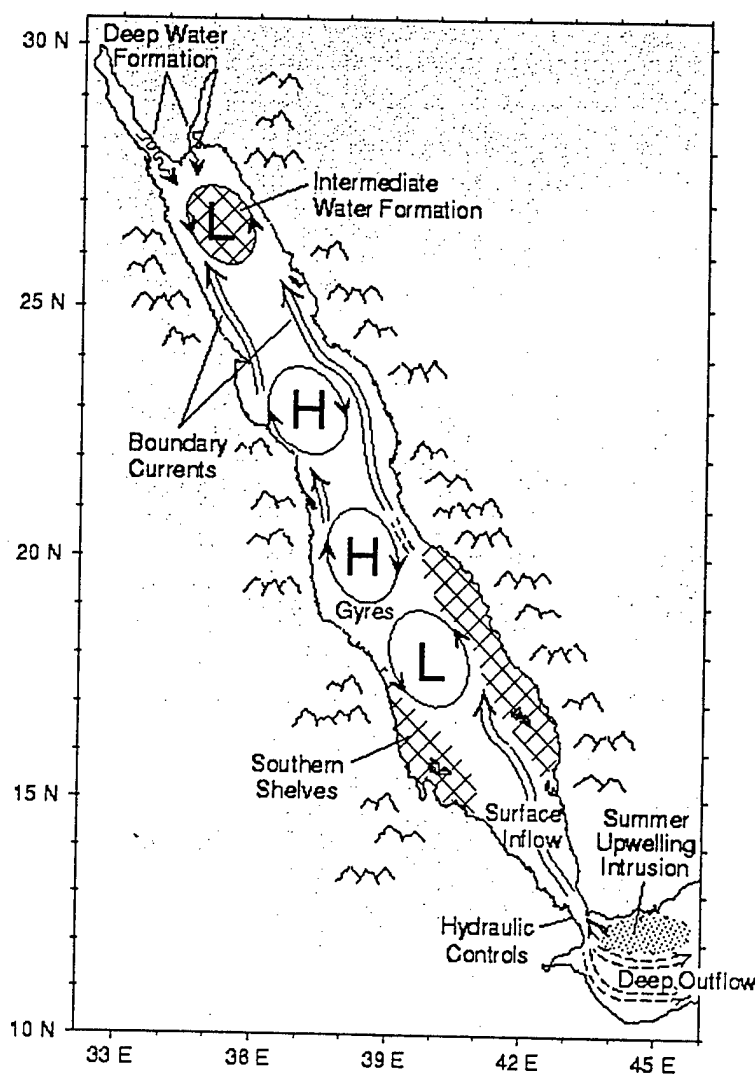 30 N
Deep Water
Formation
Intermediate
Water Formation
L
25 N
H
Boundary
Currents
20 N
H
Gyres
L
Southern
Shelves
15 N
Surface
Inflow
Summer
Upwelling
Intrusion
Hydraulic
Controls
Deep Outflow
10 N
33 E
36 E
39 E
42 E
45 E